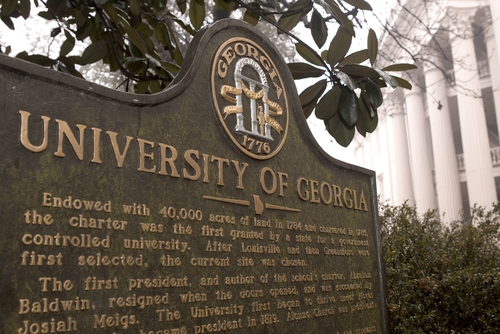 GEORGIA
1776
UNIVERSITY OF GEORGIA
Endowed with 40,000 acres of land in 1784 and chartered in 1785,
the charter was the first granted by a state for a government
controlled university. After Louisville and then Greensboro were
first selected, the current site was chosen.
The first president, and author of the school's charter, Abraham
Baldwin, resigned when the doors opened, and was succeeded by
Josiah Meigs. The University first began to thrive under Moses
became president in 1819. Alonzo Church was